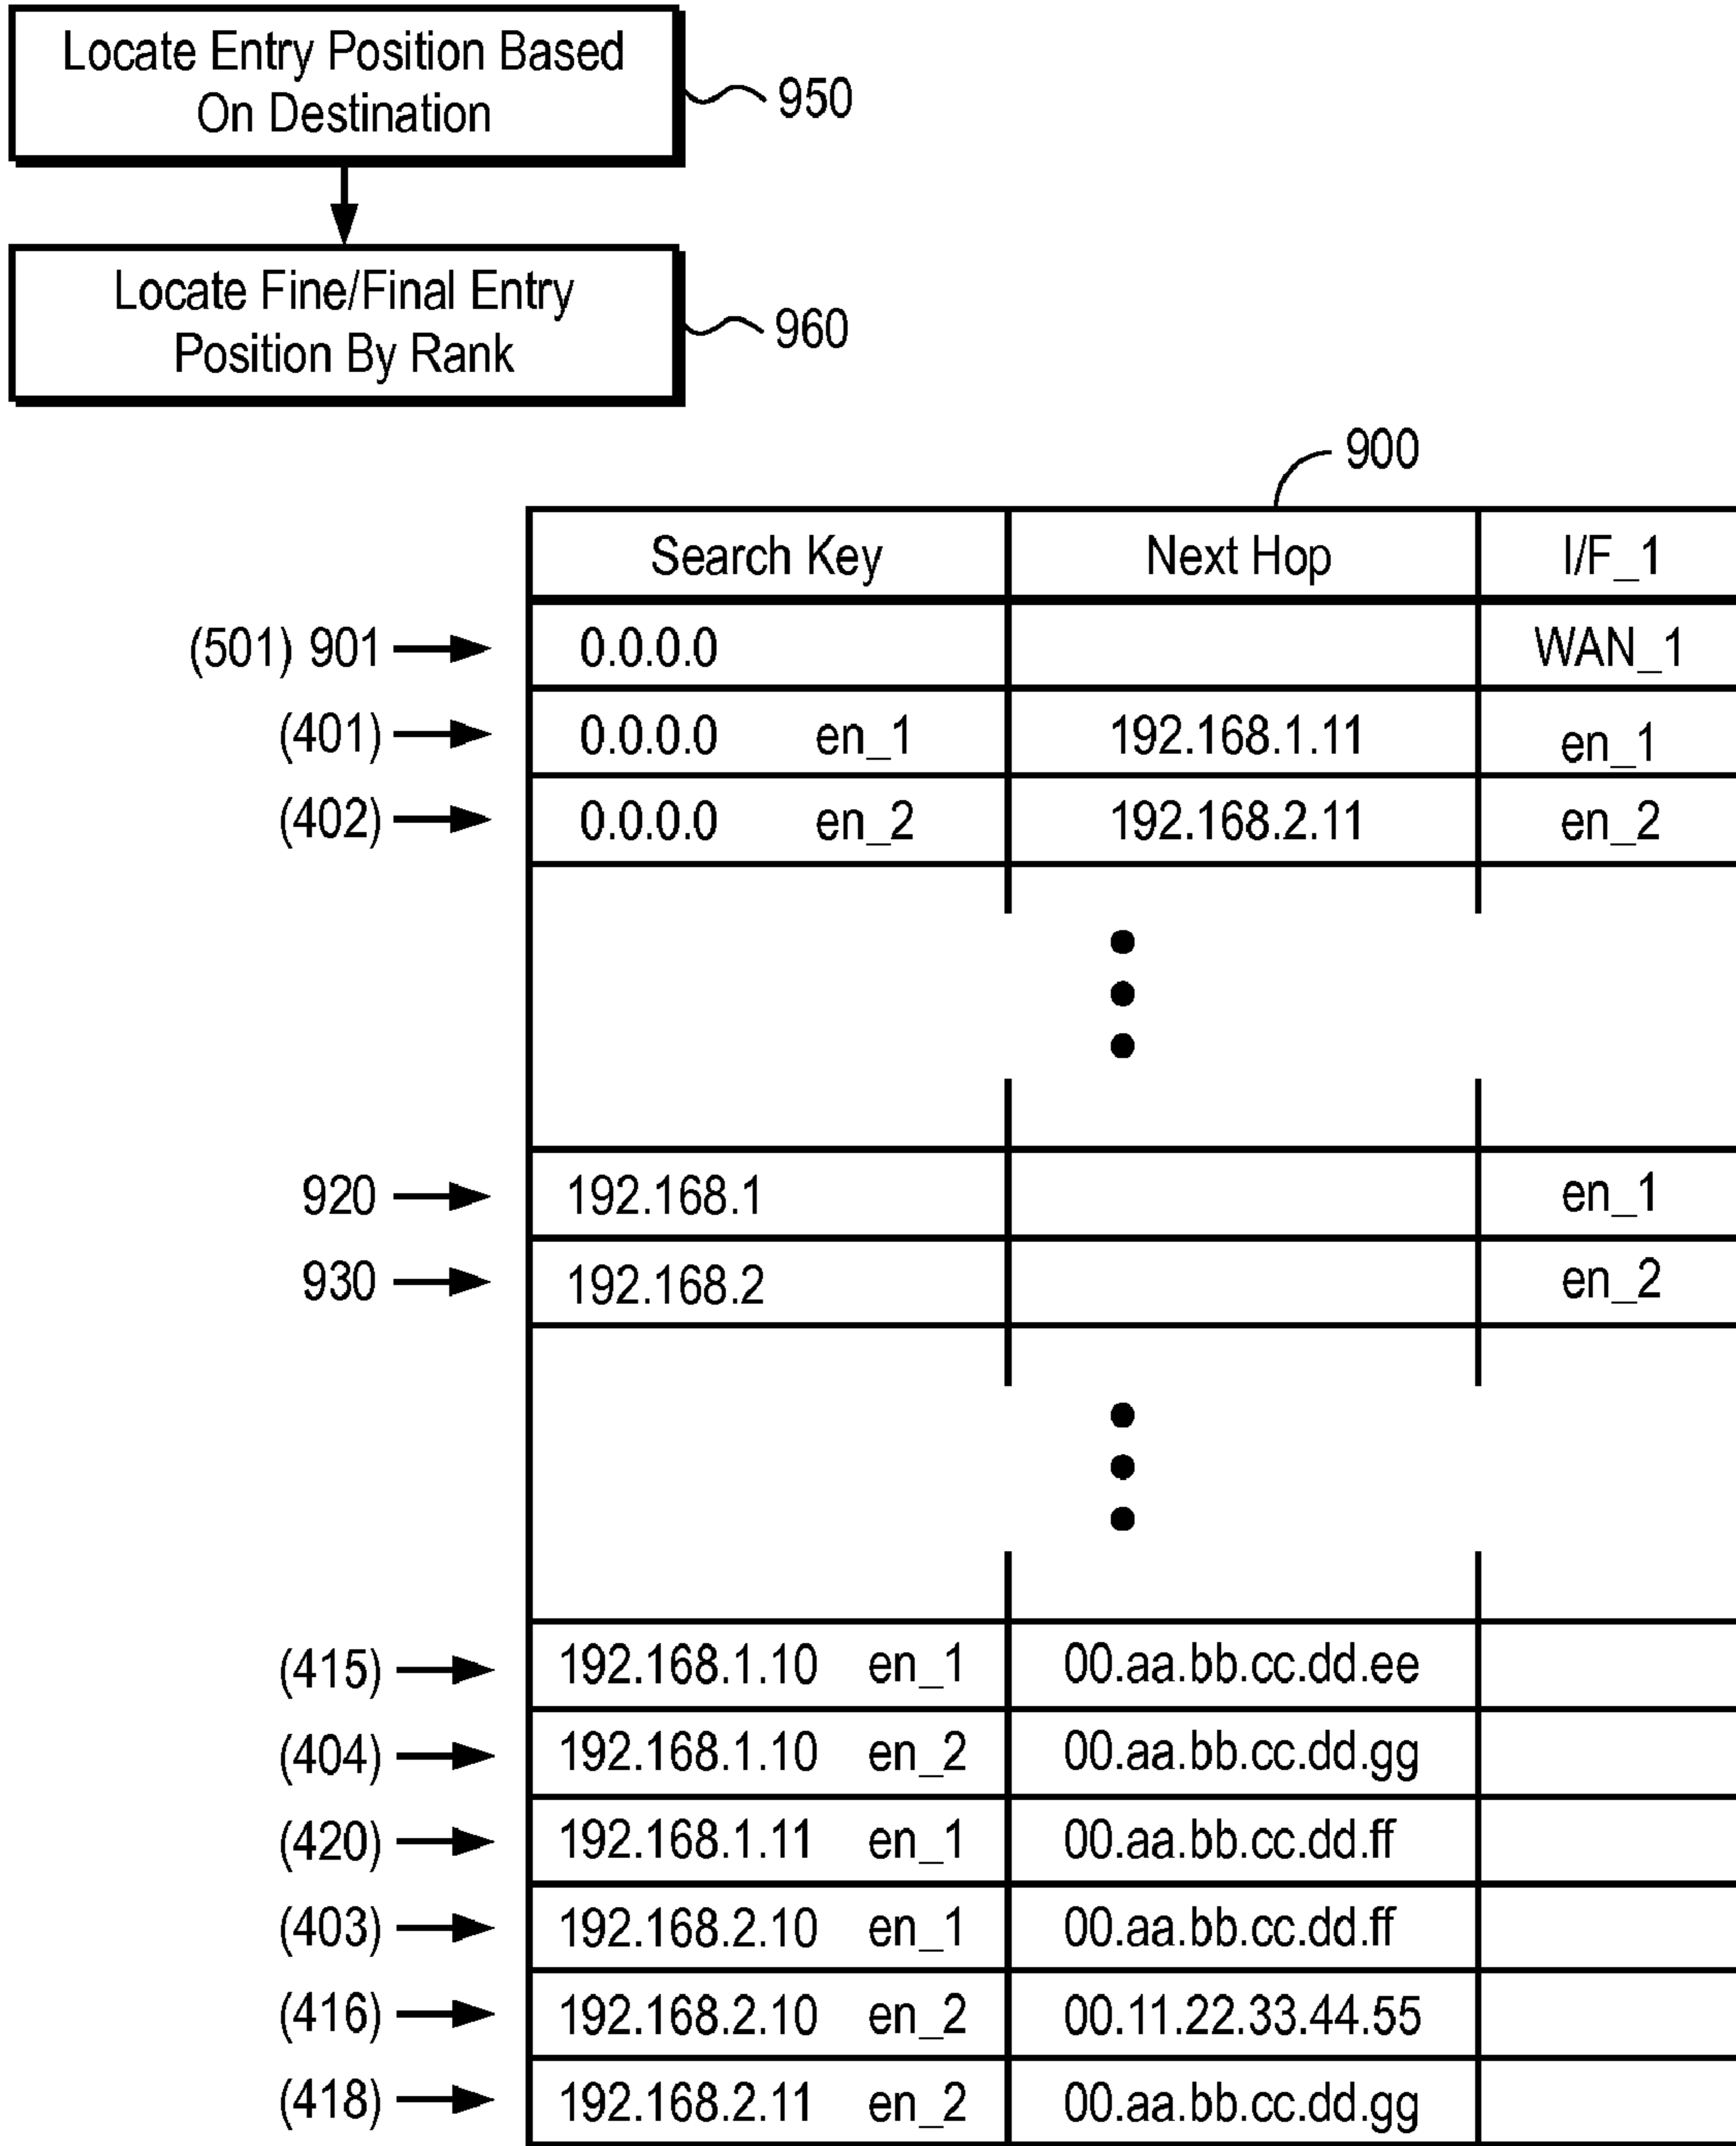 Locate Entry Position Based
On Destination
950
Locate Fine/Final Entry
Position By Rank
960
900
Search Key Next Hop I/F_1
(501) 901 0.0.0.0 WAN_1
(401) 0.0.0.0 en_1 192.168.1.11 en_1
(402) 0.0.0.0 en_2 192.168.2.11 en_2
920 192.168.1 en_1
930 192.168.2 en_2
(415) 192.168.1.10 en_1 00.aa.bb.cc.dd.ee
(404) 192.168.1.10 en_2 00.aa.bb.cc.dd.gg
(420) 192.168.1.11 en_1 00.aa.bb.cc.dd.ff
(403) 192.168.2.10 en_1 00.aa.bb.cc.dd.ff
(416) 192.168.2.10 en_2 00.11.22.33.44.55
(418) 192.168.2.11 en_2 00.aa.bb.cc.dd.gg